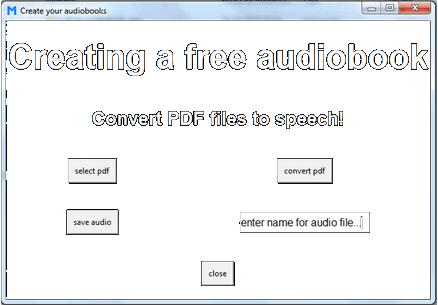 Create your audiobooks
Creating a free audiobook
Convert PDF files to speech!
select pdf
convert pdf
save audio
enter name for audio file...
close